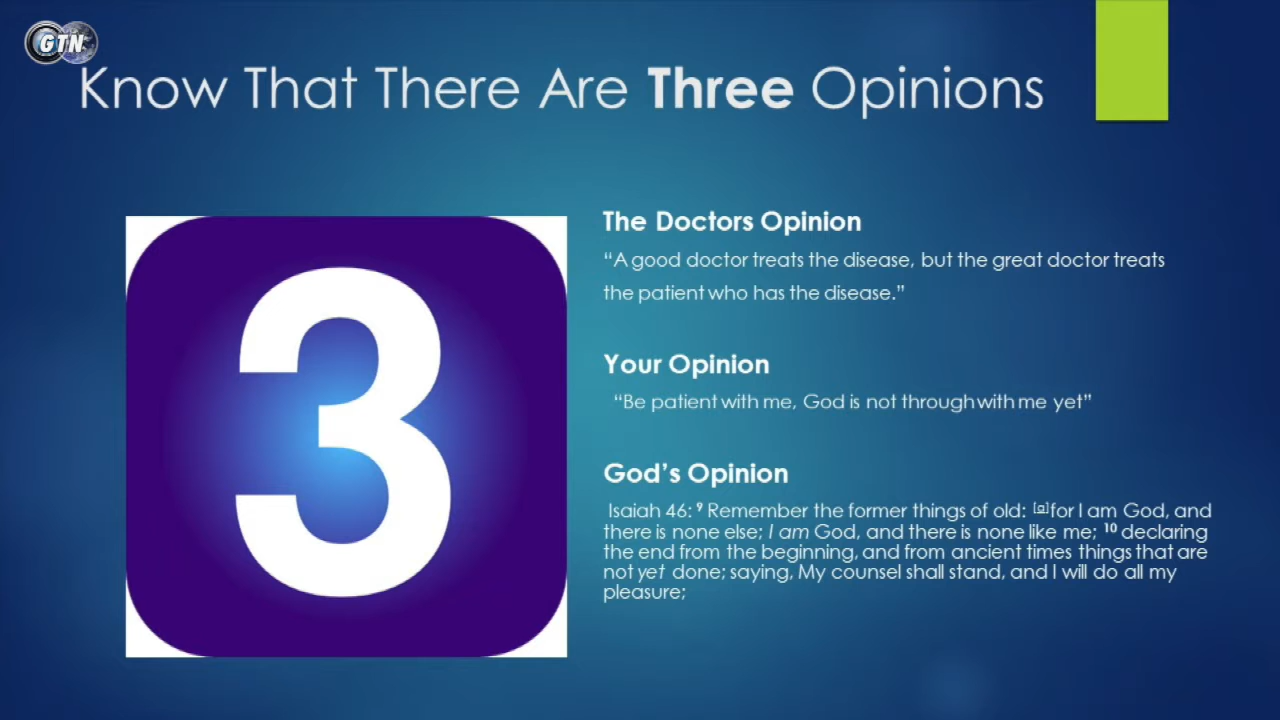 GTN
Know That There Are Three Opinions
3
The Doctors Opinion
“A good doctor treats the disease, but the great doctor treats
the patient who has the disease.”
Your Opinion
“Be patient with me, God is not through with me yet”
God’s Opinion
Isaiah 46: 9 Remember the former things of old: [a]for I am God, and
there is none else; I am God, and there is none like me; 10 declaring
the end from the beginning, and from ancient times things that are
not yet done; saying, My counsel shall stand, and I will do all my
pleasure;